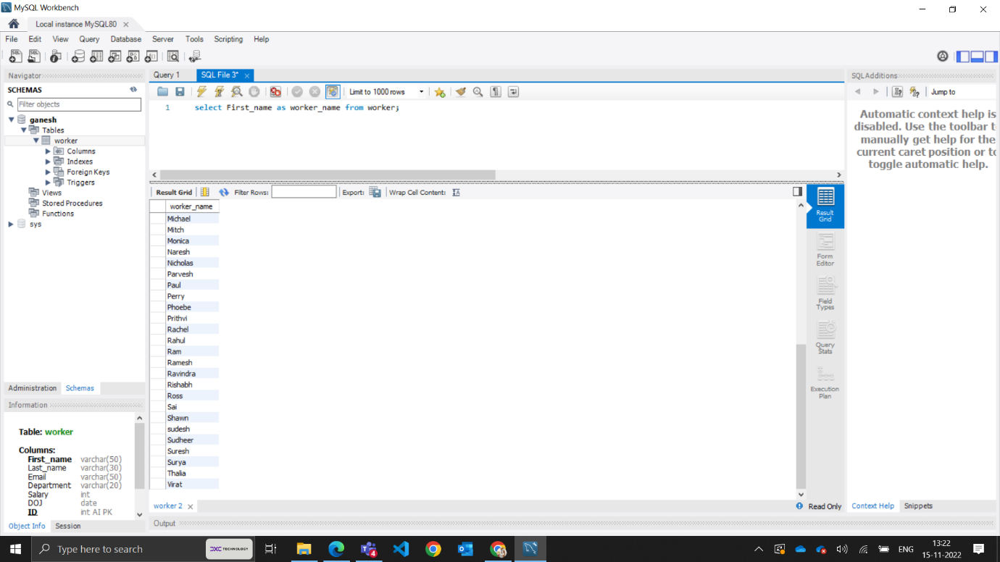 MySQL Workbench
Local instance MySQL80
File Edit View Query Database Server Tools Scripting Help
Navigator
SCHEMAS
Filter objects
ganesh
Tables
worker
Columns
Indexes
Foreign Keys
Triggers
Views
Stored Procedures
Functions
sys
Administration Schemas
Information
Table: worker
Columns:
First_name varchar(50)
Last_name varchar(30)
Email varchar(50)
Department varchar(20)
Salary int
DOJ date
ID int AI PK
Object Info Session
Query 1 SQL File 3*
Limit to 1000 rows
1 select First_name as worker_name from worker;
Result Grid Filter Rows: Export: Wrap Cell Content:
worker_name
Michael
Mitch
Monica
Naresh
Nicholas
Parvesh
Paul
Perry
Phoebe
Prithvi
Rachel
Rahul
Ram
Ramesh
Ravindra
Rishabh
Ross
Sai
Shawn
sudesh
Sudheer
Suresh
Surya
Thalia
Virat
Result
Grid
Form
Editor
Field
Types
Query
Stats
Execution
Plan
worker 2
Read Only
Output
SQLAdditions
Jump to
Automatic context help is
disabled. Use the toolbar t
manually get help for the
current caret position or to
toggle automatic help.
Context Help Snippets
Type here to search
DXC TECHNOLOGY
4
ENG
13:22
15-11-2022